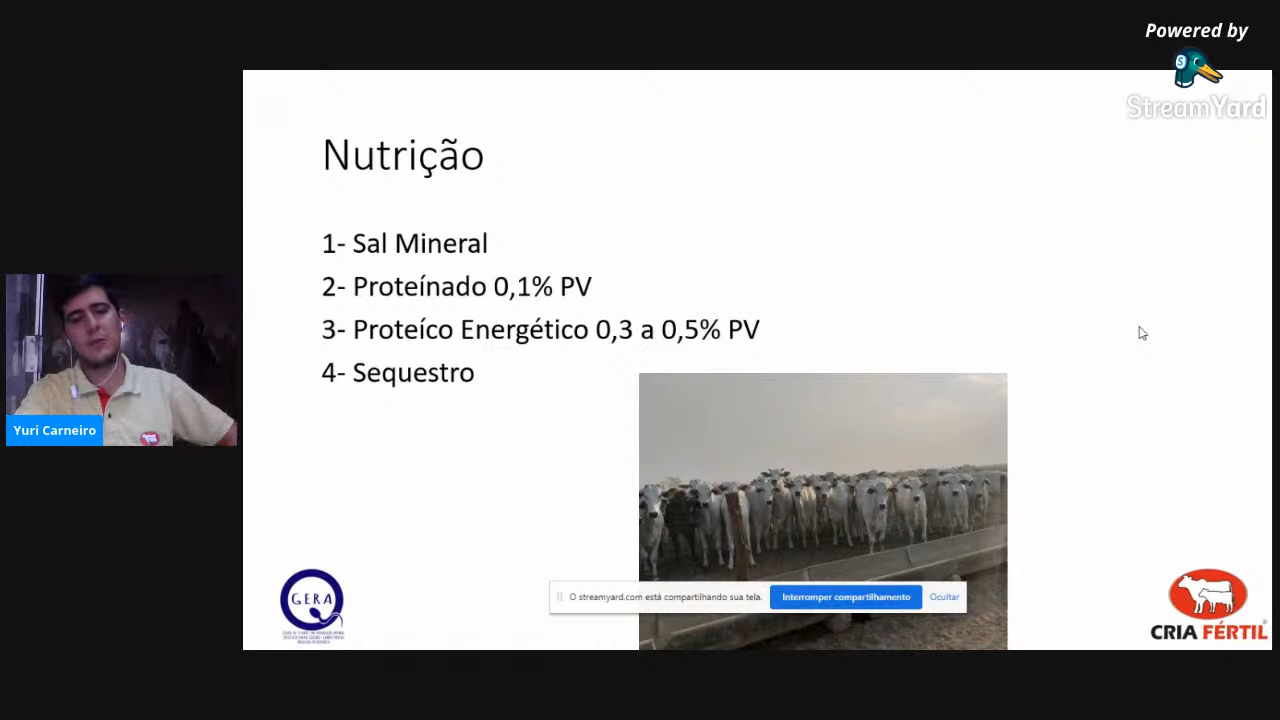 Powered by
StreamYard
Nutrição
1- Sal Mineral
2- Proteínado 0,1% PV
3- Proteíco Energético 0,3 a 0,5% PV
4- Sequestro
Yuri Carneiro
O streamyard.com está compartilhando sua tela.
Interromper compartilhamento
Ocultar
GERA
CRIA FÉRTIL